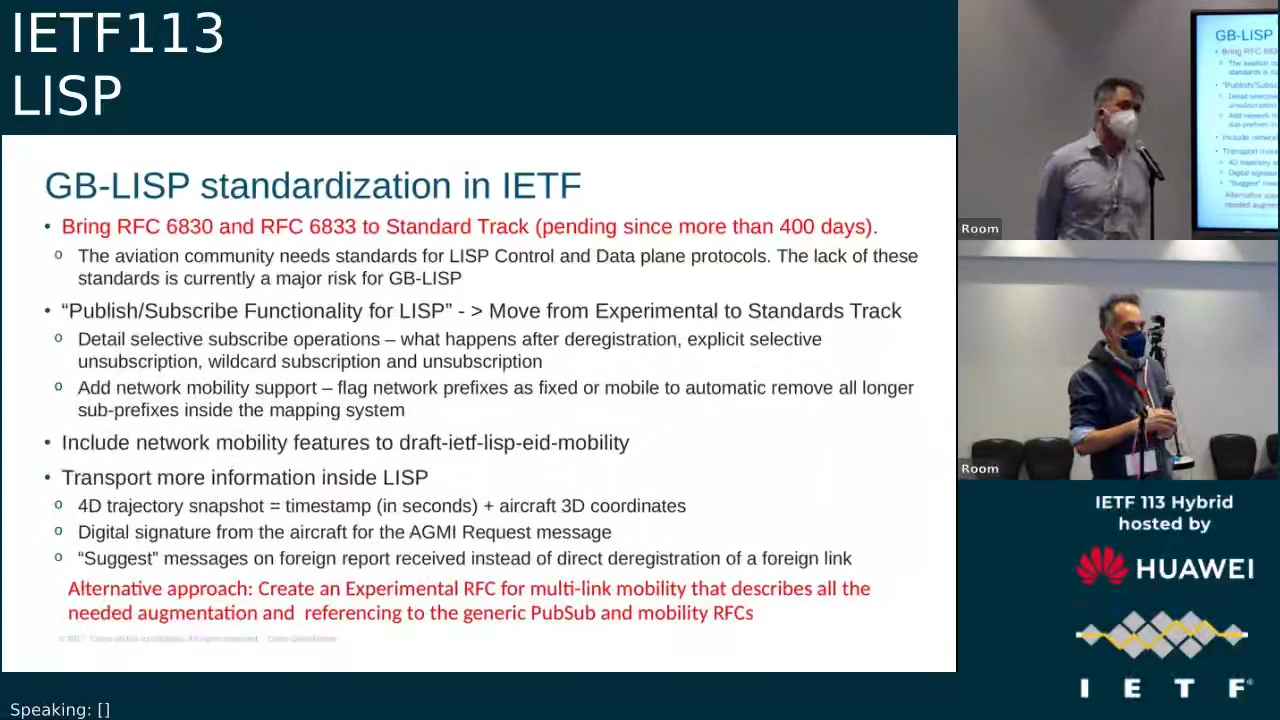 IETF113
LISP
GB-LISP standardization in IETF
• Bring RFC 6830 and RFC 6833 to Standard Track (pending since more than 400 days).
o The aviation community needs standards for LISP Control and Data plane protocols. The lack of these
standards is currently a major risk for GB-LISP
• “Publish/Subscribe Functionality for LISP” - > Move from Experimental to Standards Track
o Detail selective subscribe operations – what happens after deregistration, explicit selective
unsubscription, wildcard subscription and unsubscription
o Add network mobility support – flag network prefixes as fixed or mobile to automatic remove all longer
sub-prefixes inside the mapping system
• Include network mobility features to draft-ietf-lisp-eid-mobility
• Transport more information inside LISP
o 4D trajectory snapshot = timestamp (in seconds) + aircraft 3D coordinates
o Digital signature from the aircraft for the AGMI Request message
o “Suggest” messages on foreign report received instead of direct deregistration of a foreign link
Alternative approach: Create an Experimental RFC for multi-link mobility that describes all the
needed augmentation and referencing to the generic PubSub and mobility RFCs
Speaking: []
GB-LISP
Room
Room
IETF 113 Hybrid
hosted by
HUAWEI
I E T F®